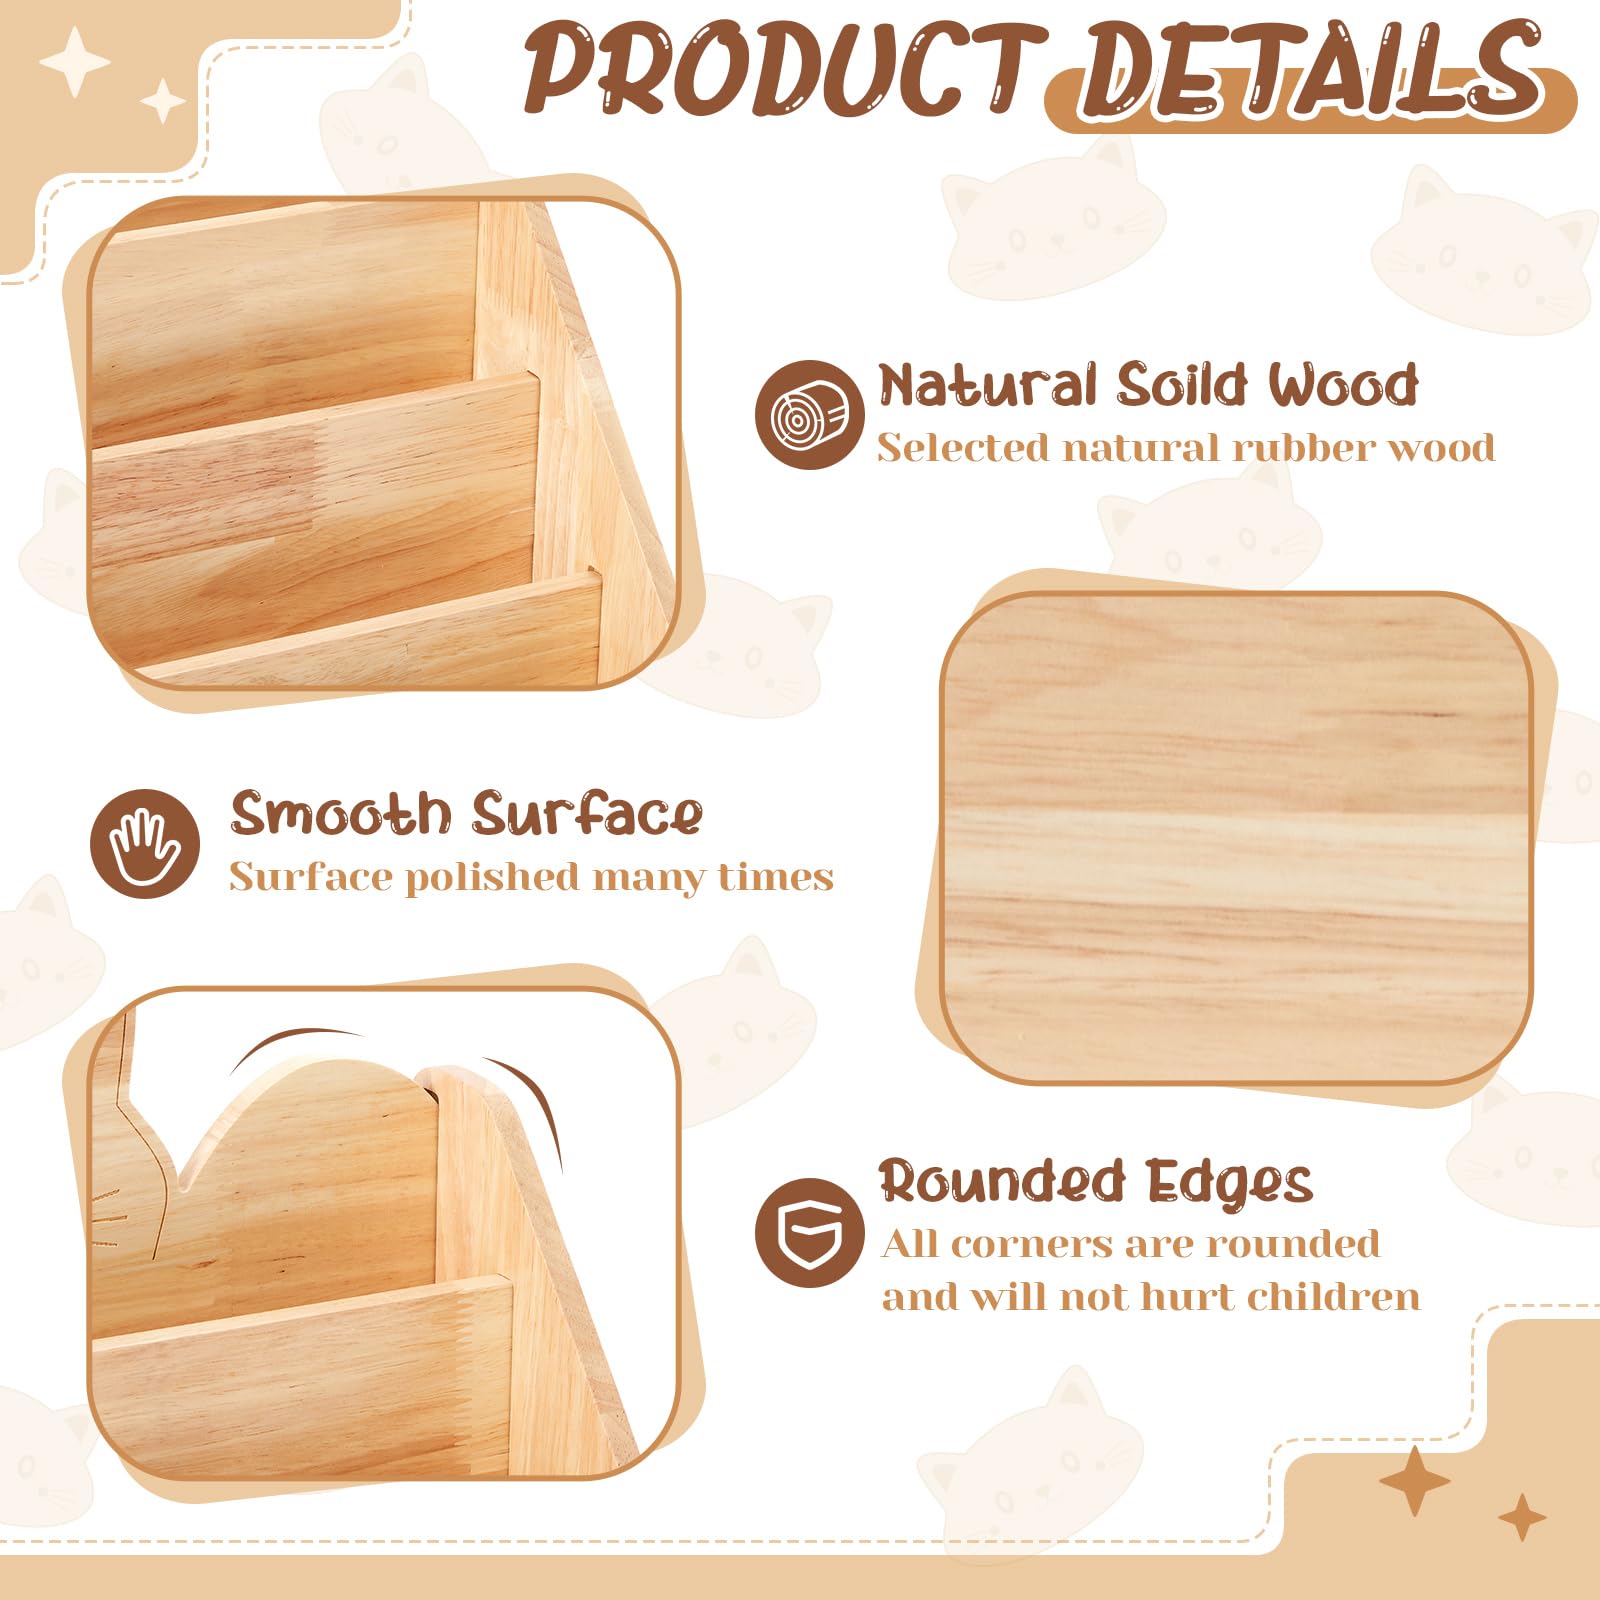 PRODUCT DETAILS
Natural Soild Wood
Selected natural rubber wood
Smooth Surface
Surface polished many times
Rounded Edges
All corners are rounded
and will not hurt children